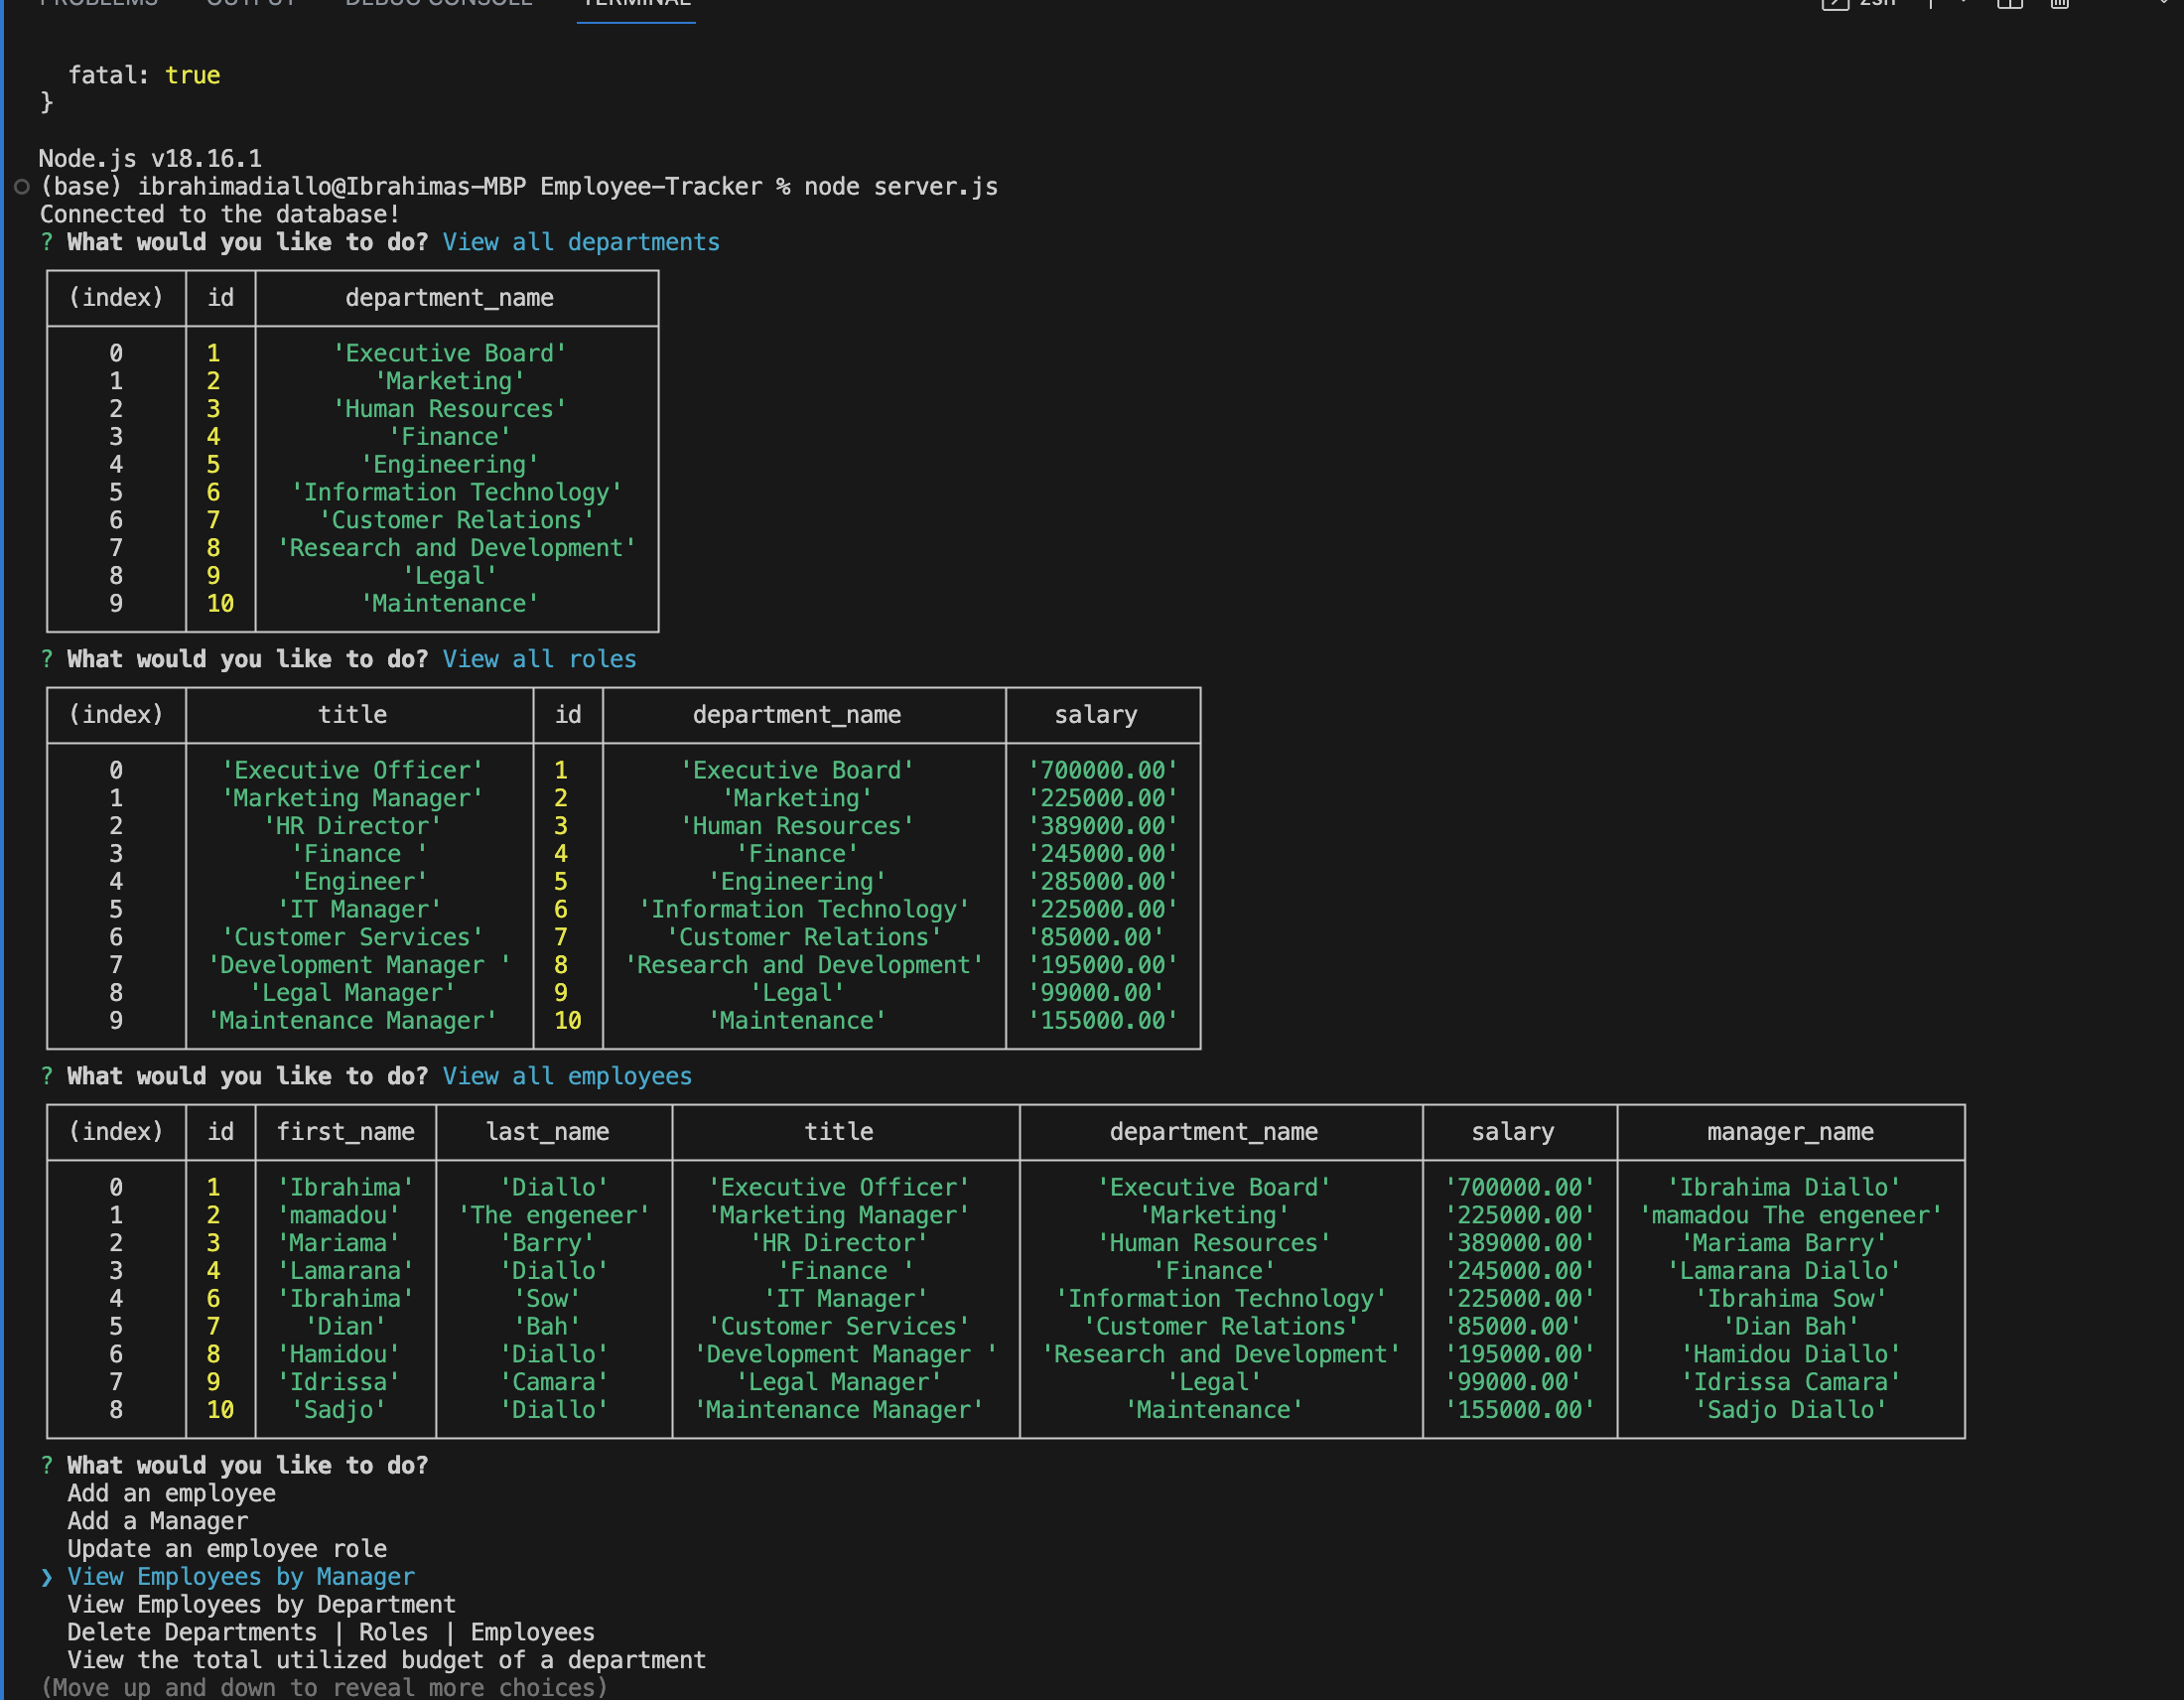 PROBLEMS OUTPUT DEBUG CONSOLE TERMINAL zsh
fatal: true
}
Node.js v18.16.1
(base) ibrahimadiallo@Ibrahimas-MBP Employee-Tracker % node server.js
Connected to the database!
? What would you like to do? View all departments
(index) id department_name
0 1 'Executive Board'
1 2 'Marketing'
2 3 'Human Resources'
3 4 'Finance'
4 5 'Engineering'
5 6 'Information Technology'
6 7 'Customer Relations'
7 8 'Research and Development'
8 9 'Legal'
9 10 'Maintenance'
? What would you like to do? View all roles
(index) title id department_name salary
0 'Executive Officer' 1 'Executive Board' '700000.00'
1 'Marketing Manager' 2 'Marketing' '225000.00'
2 'HR Director' 3 'Human Resources' '389000.00'
3 'Finance ' 4 'Finance' '245000.00'
4 'Engineer' 5 'Engineering' '285000.00'
5 'IT Manager' 6 'Information Technology' '225000.00'
6 'Customer Services' 7 'Customer Relations' '85000.00'
7 'Development Manager ' 8 'Research and Development' '195000.00'
8 'Legal Manager' 9 'Legal' '99000.00'
9 'Maintenance Manager' 10 'Maintenance' '155000.00'
? What would you like to do? View all employees
(index) id first_name last_name title department_name salary manager_name
0 1 'Ibrahima' 'Diallo' 'Executive Officer' 'Executive Board' '700000.00' 'Ibrahima Diallo'
1 2 'mamadou' 'The engeneer' 'Marketing Manager' 'Marketing' '225000.00' 'mamadou The engeneer'
2 3 'Mariama' 'Barry' 'HR Director' 'Human Resources' '389000.00' 'Mariama Barry'
3 4 'Lamarana' 'Diallo' 'Finance ' 'Finance' '245000.00' 'Lamarana Diallo'
4 6 'Ibrahima' 'Sow' 'IT Manager' 'Information Technology' '225000.00' 'Ibrahima Sow'
5 7 'Dian' 'Bah' 'Customer Services' 'Customer Relations' '85000.00' 'Dian Bah'
6 8 'Hamidou' 'Diallo' 'Development Manager ' 'Research and Development' '195000.00' 'Hamidou Diallo'
7 9 'Idrissa' 'Camara' 'Legal Manager' 'Legal' '99000.00' 'Idrissa Camara'
8 10 'Sadjo' 'Diallo' 'Maintenance Manager' 'Maintenance' '155000.00' 'Sadjo Diallo'
? What would you like to do?
Add an employee
Add a Manager
Update an employee role
❯ View Employees by Manager
View Employees by Department
Delete Departments | Roles | Employees
View the total utilized budget of a department
(Move up and down to reveal more choices)